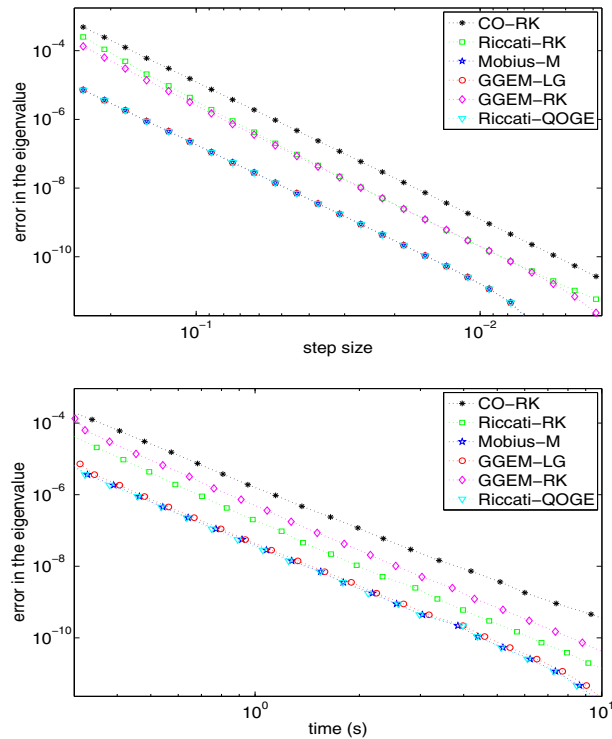 CO−RK
Riccati−RK
Mobius−M
GGEM−LG
GGEM−RK
Riccati−QOGE
10^−4
10^−6
10^−8
10^−10
error in the eigenvalue
10^−1
10^−2
step size
CO−RK
Riccati−RK
Mobius−M
GGEM−LG
GGEM−RK
Riccati−QOGE
10^−4
10^−6
10^−8
10^−10
error in the eigenvalue
10^0
10^1
time (s)